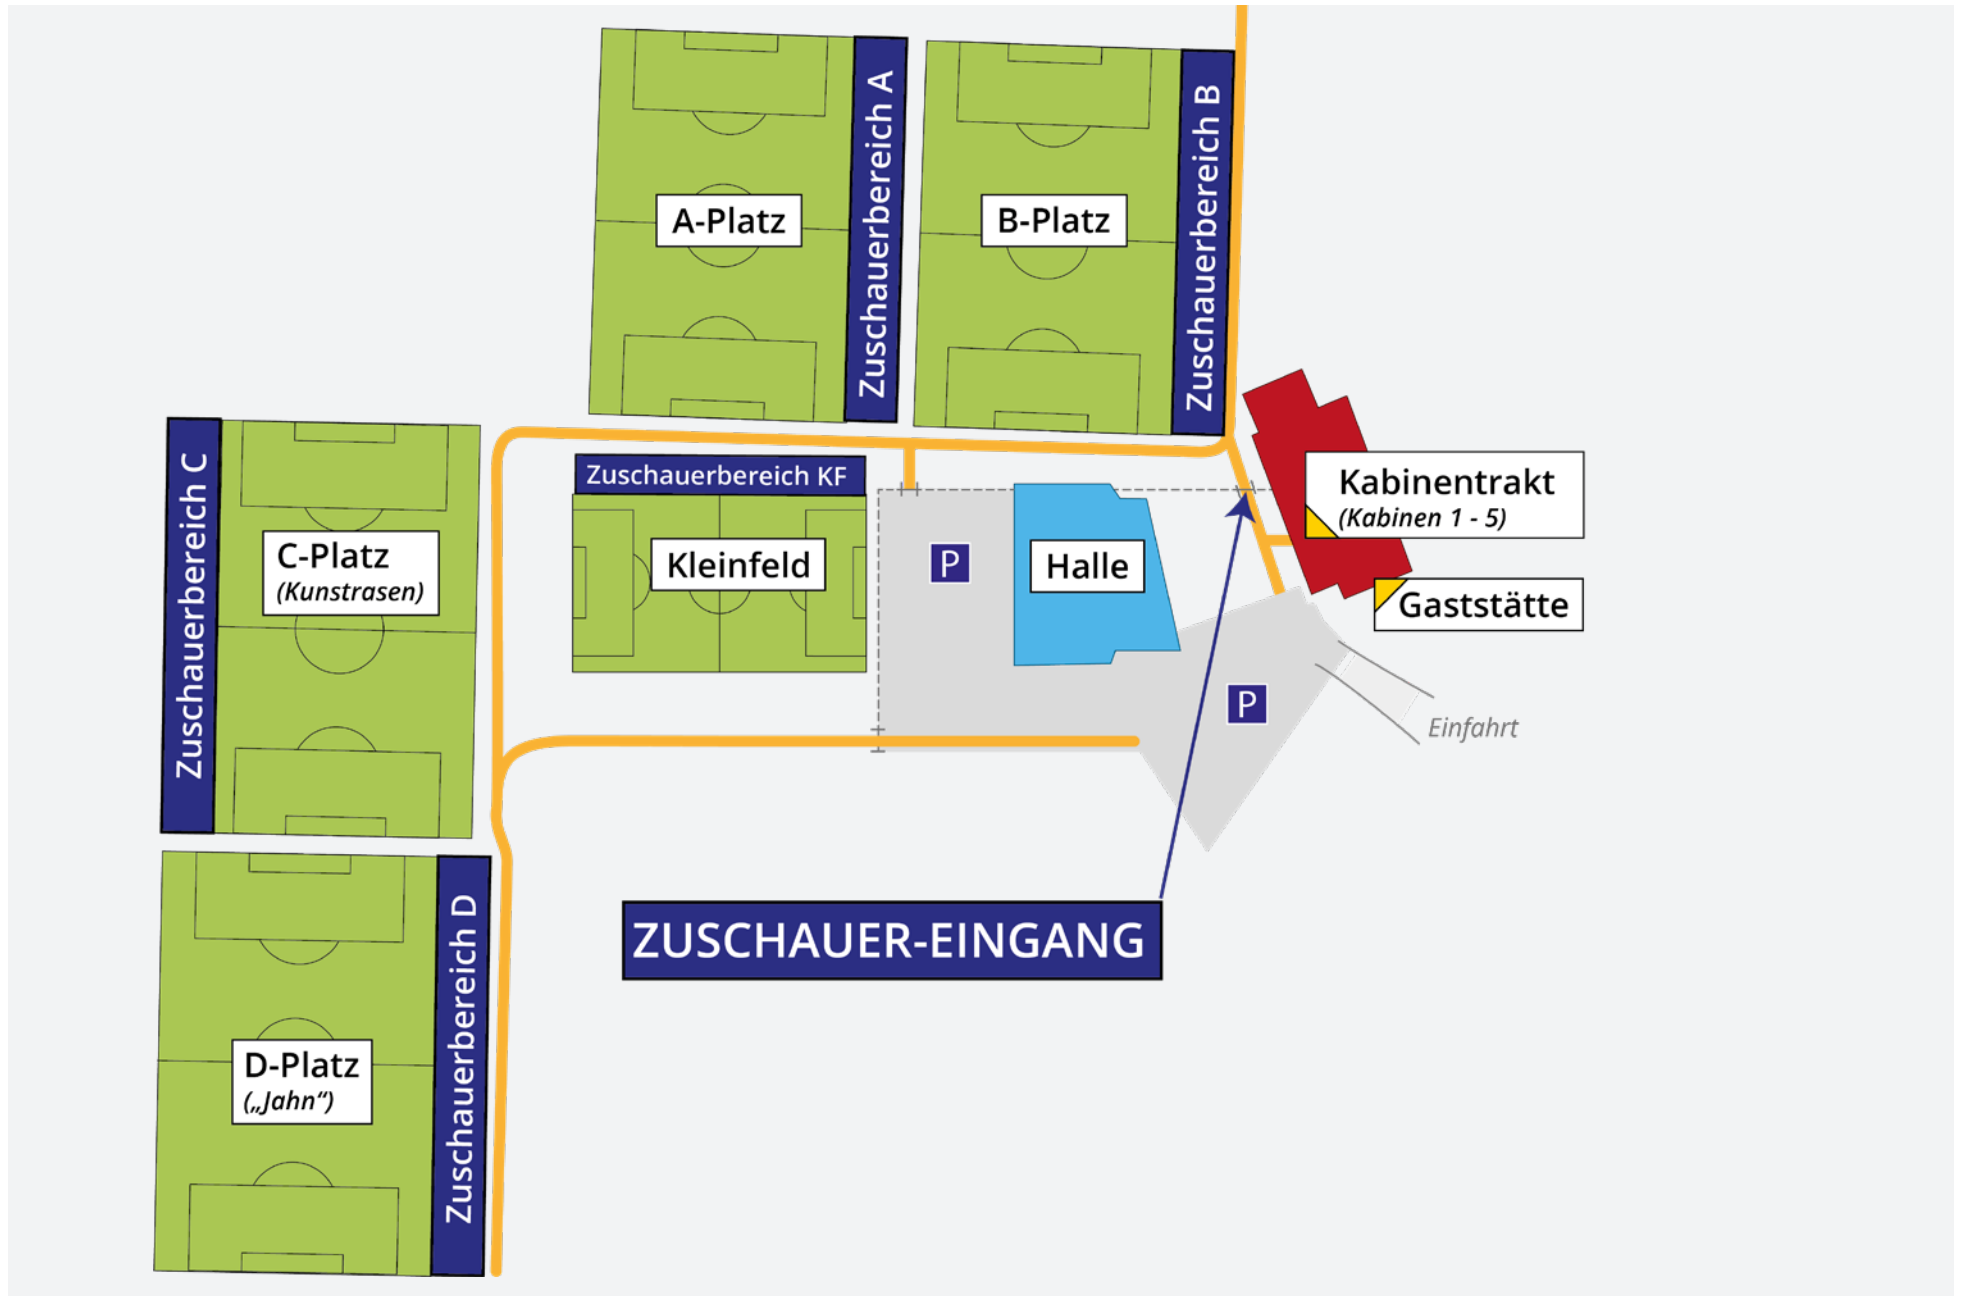 A-Platz
Zuschauerbereich A
B-Platz
Zuschauerbereich B
Zuschauerbereich C
C-Platz
(Kunstrasen)
Zuschauerbereich KF
Kleinfeld
P
Halle
Kabinentrakt
(Kabinen 1 - 5)
Gaststätte
P
Einfahrt
ZUSCHAUER-EINGANG
D-Platz
(„Jahn“)
Zuschauerbereich D